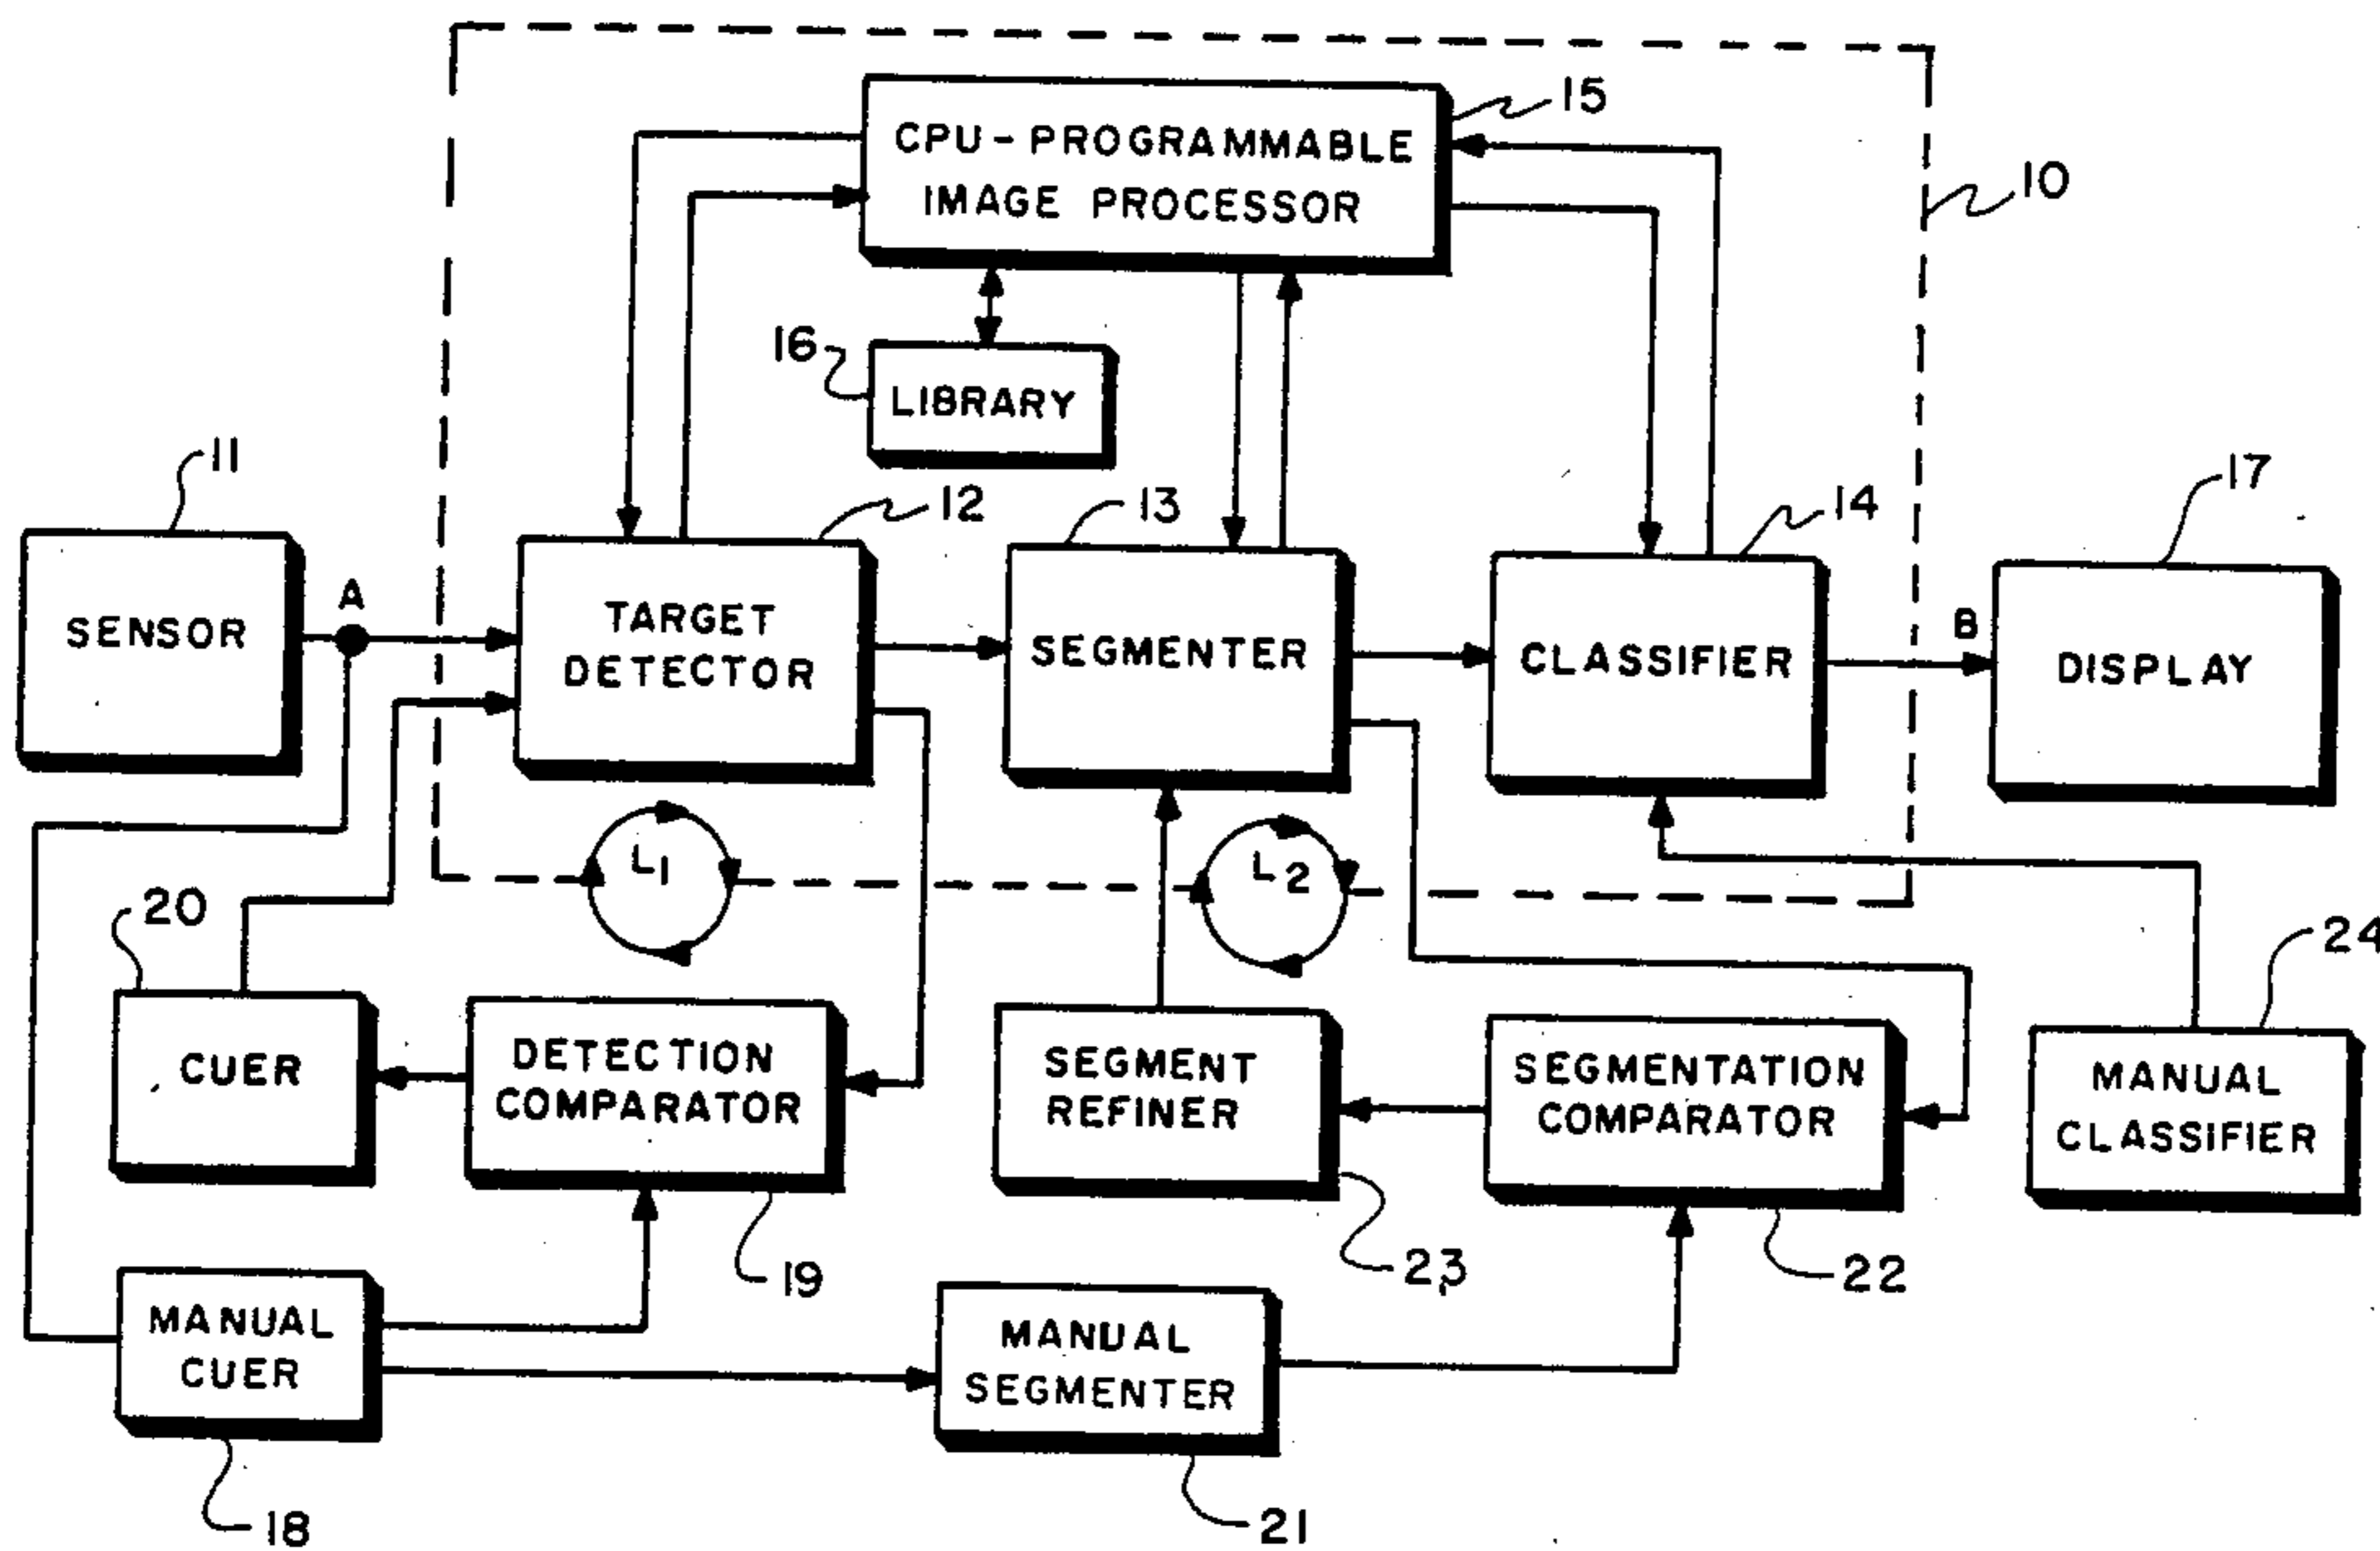 15
CPU-PROGRAMMABLE
IMAGE PROCESSOR
10
16
LIBRARY
11
12
13
14
17
A
SENSOR
TARGET
DETECTOR
SEGMENTER
CLASSIFIER
B
DISPLAY
L1
L2
20
24
CUER
DETECTION
COMPARATOR
SEGMENT
REFINER
SEGMENTATION
COMPARATOR
MANUAL
CLASSIFIER
19
23
22
MANUAL
CUER
MANUAL
SEGMENTER
18
21